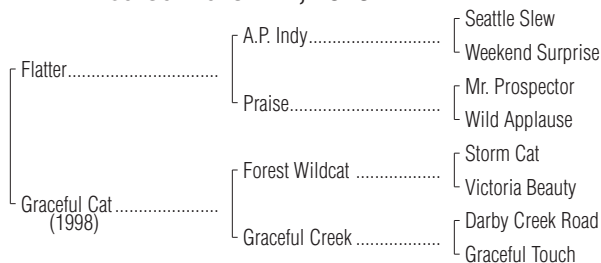 Seattle Slew
A.P. Indy
Weekend Surprise
Flatter
Mr. Prospector
Praise
Wild Applause
Storm Cat
Forest Wildcat
Victoria Beauty
Graceful Cat
(1998)
Darby Creek Road
Graceful Creek
Graceful Touch